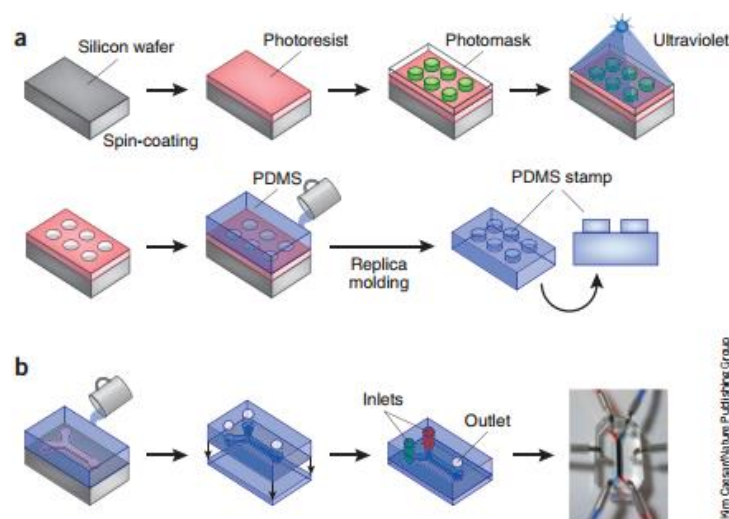 a
Silicon wafer
Photoresist
Photomask
Ultraviolet
Spin-coating
PDMS
PDMS stamp
Replica
molding
b
Inlets
Outlet
Kim Caesar/Nature Publishing Group